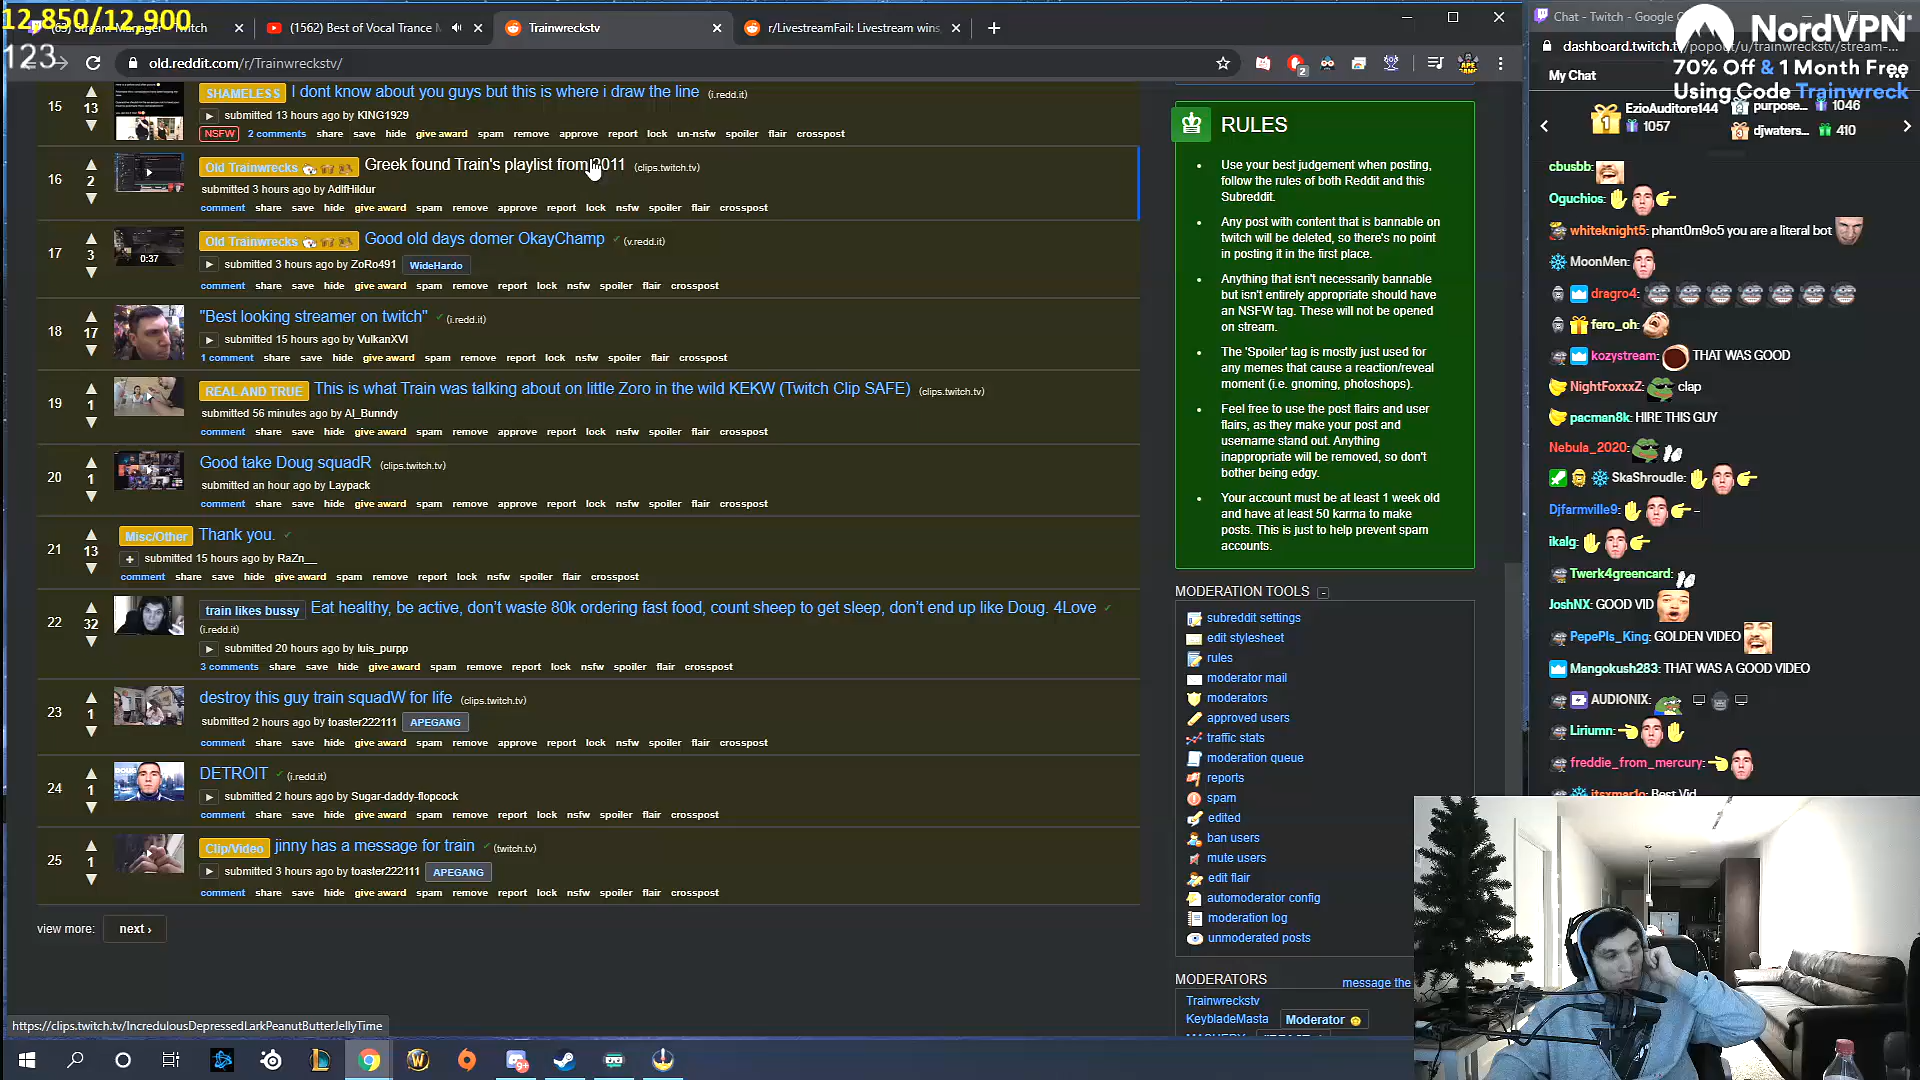 12,850/12,900
123
(1562) Best of Vocal Trance
Trainwreckstv
r/LivestreamFail: Livestream wins,
old.reddit.com/r/Trainwreckstv/
15
13
SHAMELESS I dont know about you guys but this is where i draw the line (i.redd.it)
submitted 13 hours ago by KING1929
NSFW 2 comments share save hide give award spam remove approve report lock un-nsfw spoiler flair crosspost
16
2
Old Trainwrecks Greek found Train's playlist from 2011 (clips.twitch.tv)
submitted 3 hours ago by AdlfHildur
comment share save hide give award spam remove approve report lock nsfw spoiler flair crosspost
17
3
0:37
Old Trainwrecks Good old days domer OkayChamp (v.redd.it)
submitted 3 hours ago by ZoRo491 WideHardo
comment share save hide give award spam remove report lock nsfw spoiler flair crosspost
18
17
"Best looking streamer on twitch" (i.redd.it)
submitted 15 hours ago by VulkanXVI
1 comment share save hide give award spam remove report lock nsfw spoiler flair crosspost
19
1
REAL AND TRUE This is what Train was talking about on little Zoro in the wild KEKW (Twitch Clip SAFE) (clips.twitch.tv)
submitted 56 minutes ago by Al_Bunndy
comment share save hide give award spam remove approve report lock nsfw spoiler flair crosspost
20
1
Good take Doug squadR (clips.twitch.tv)
submitted an hour ago by Laypack
comment share save hide give award spam remove approve report lock nsfw spoiler flair crosspost
21
13
Misc/Other Thank you.
submitted 15 hours ago by RaZn__
comment share save hide give award spam remove report lock nsfw spoiler flair crosspost
22
32
train likes bussy Eat healthy, be active, don't waste 80k ordering fast food, count sheep to get sleep, don't end up like Doug. 4Love
(i.redd.it)
submitted 20 hours ago by luis_purpp
3 comments share save hide give award spam remove report lock nsfw spoiler flair crosspost
23
1
destroy this guy train squadW for life (clips.twitch.tv)
submitted 2 hours ago by toaster222111 APEGANG
comment share save hide give award spam remove approve report lock nsfw spoiler flair crosspost
24
1
DETROIT (i.redd.it)
submitted 2 hours ago by Sugar-daddy-flopcock
comment share save hide give award spam remove report lock nsfw spoiler flair crosspost
25
1
Clip/Video jinny has a message for train (twitch.tv)
submitted 3 hours ago by toaster222111 APEGANG
comment share save hide give award spam remove report lock nsfw spoiler flair crosspost
view more: next ›
https://clips.twitch.tv/IncredulousDepressedLarkPeanutButterJellyTime
RULES
Use your best judgement when posting,
follow the rules of both Reddit and this
Subreddit.
Any post with content that is bannable on
twitch will be deleted, so there's no point
in posting it in the first place.
Anything that isn't necessarily bannable
but isn't entirely appropriate should have
an NSFW tag. These will not be opened
on stream.
The 'Spoiler' tag is mostly just used for
any memes that cause a reaction/reveal
moment (i.e. gnoming, photoshops).
Feel free to use the post flairs and user
flairs, as they make your post and
username stand out. Anything
inappropriate will be removed, so don't
bother being edgy.
Your account must be at least 1 week old
and have at least 50 karma to make
posts. This is just to help prevent spam
accounts.
MODERATION TOOLS
subreddit settings
edit stylesheet
rules
moderator mail
moderators
approved users
traffic stats
moderation queue
reports
spam
edited
ban users
mute users
edit flair
automoderator config
moderation log
unmoderated posts
MODERATORS message the
Trainwreckstv
KeybladeMasta Moderator
Chat - Twitch - Google
dashboard.twitch.tv/popout/u/trainwreckstv/stream-...
NordVPN
70% Off & 1 Month Free
Using Code Trainwreck
My Chat
EzioAuditore144
1057
purpose... 1046
djwaters... 410
cbusbb:
Oguchios:
whiteknight5: phant0m9o5 you are a literal bot
MoonMen:
dragro4:
fero_oh:
kozystream: THAT WAS GOOD
NightFoxxxZ: clap
pacman8k: HIRE THIS GUY
Nebula_2020:
SkaShroudle:
Djfarmville9: -
ikalg:
Twerk4greencard:
JoshNX: GOOD VID
PepePls_King: GOLDEN VIDEO
Mangokush283: THAT WAS A GOOD VIDEO
AUDIONIX:
Liriumn:
freddie_from_mercury:
Best Vid